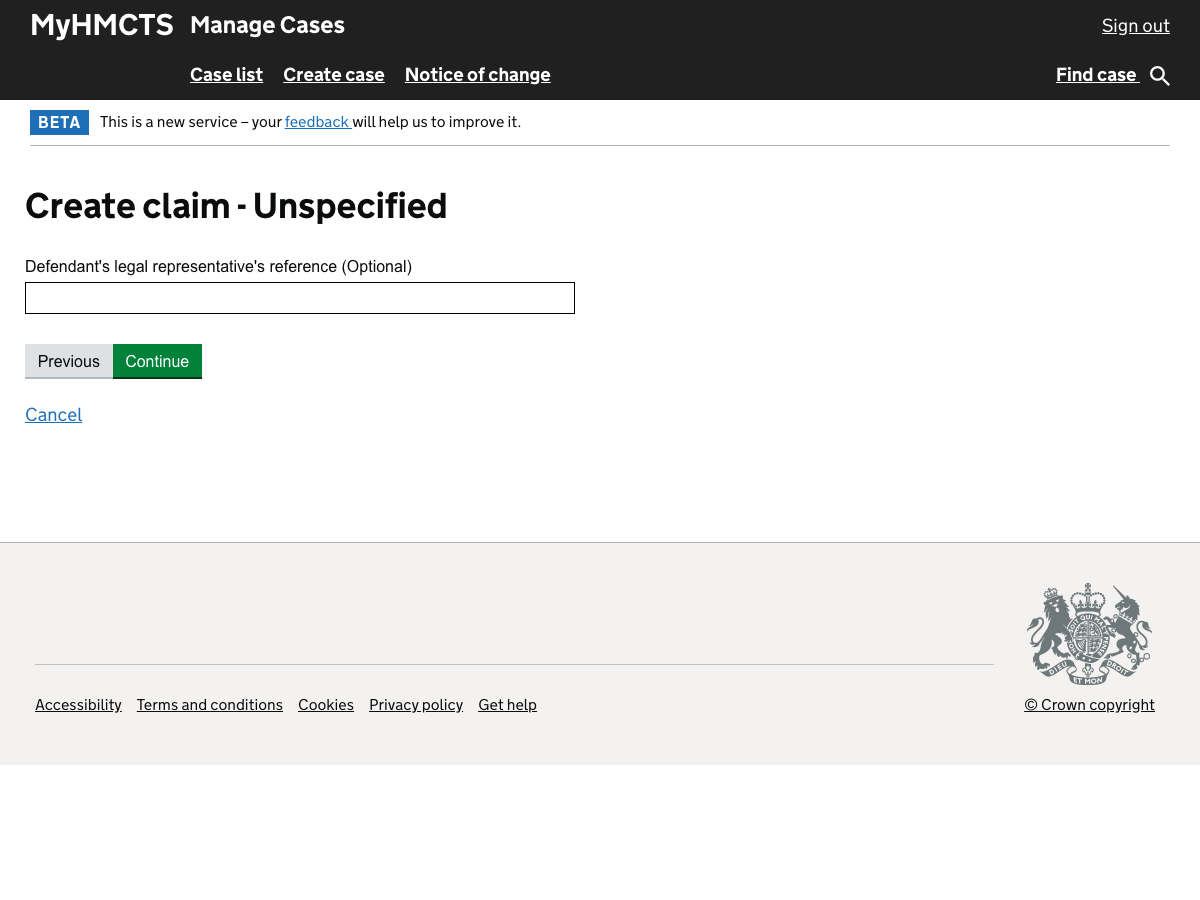 MyHMCTS Manage Cases Sign out
Case list Create case Notice of change Find case
BETA This is a new service – your feedback will help us to improve it.
Create claim - Unspecified
Defendant's legal representative's reference (Optional)
Previous Continue
Cancel
DIEU ET MON DROIT
Accessibility Terms and conditions Cookies Privacy policy Get help © Crown copyright